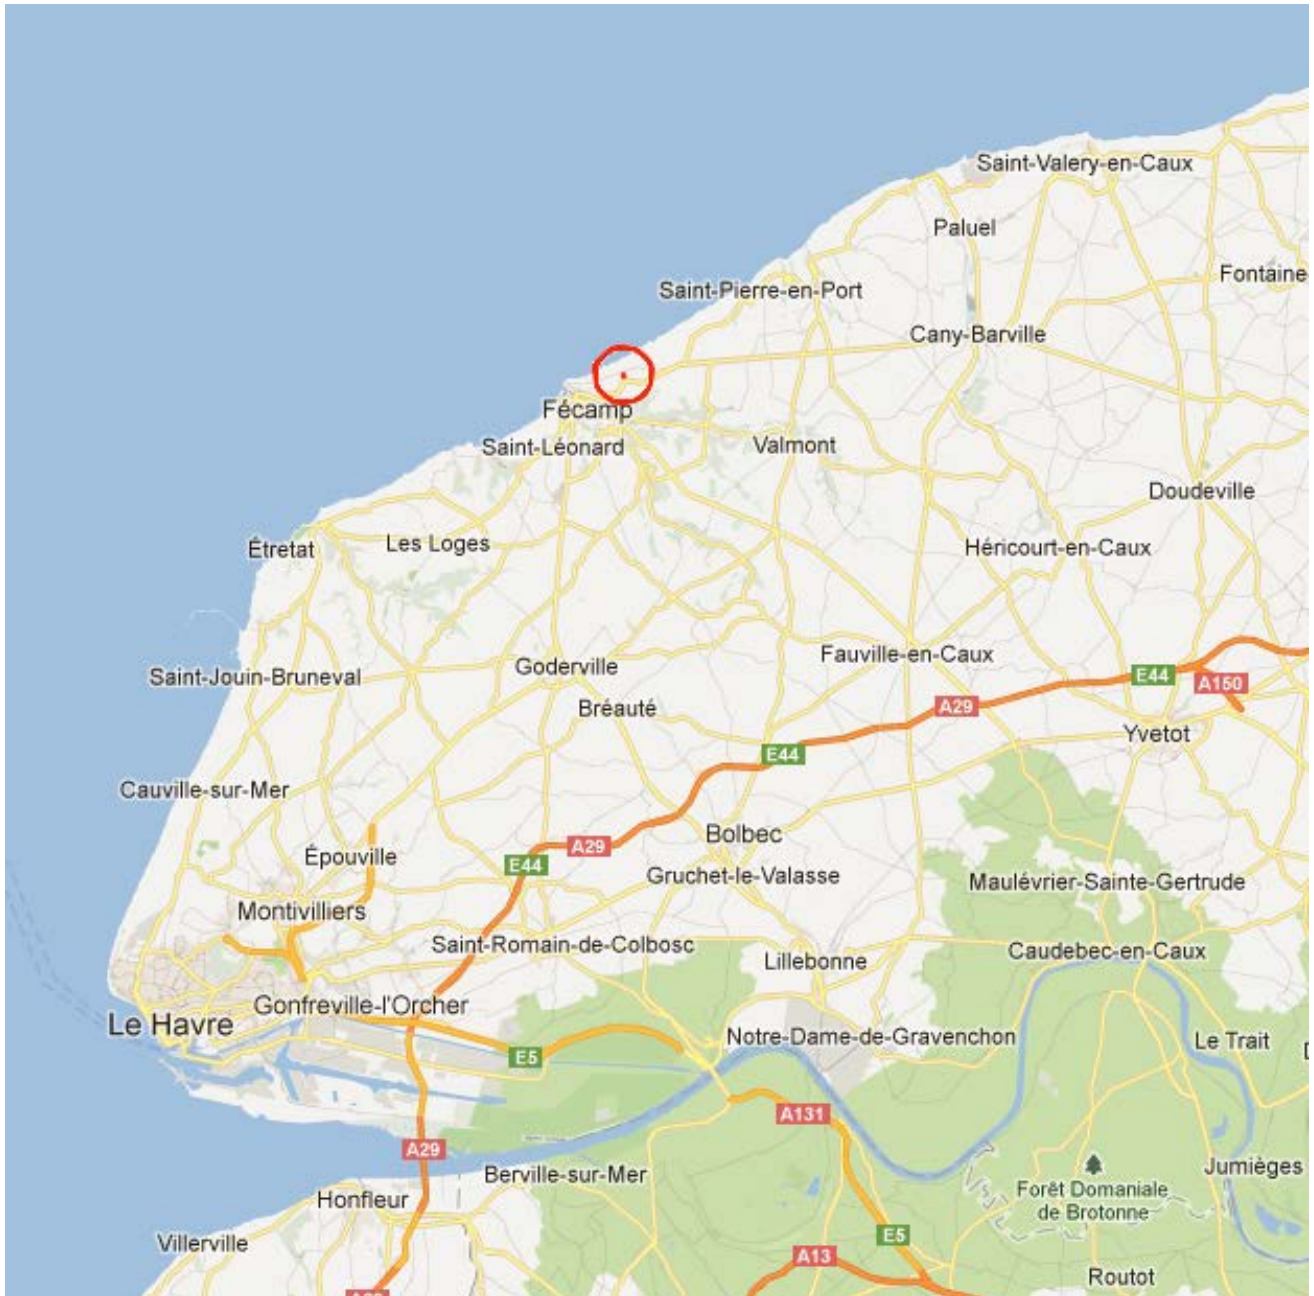 Saint-Valery-en-Caux
Paluel
Fontaine-
Saint-Pierre-en-Port
Cany-Barville
Fécamp
Saint-Léonard
Valmont
Doudeville
Étretat
Les Loges
Héricourt-en-Caux
Fauville-en-Caux
Goderville
Saint-Jouin-Bruneval
E44
A150
Bréauté
A29
Yvetot
E44
Cauville-sur-Mer
Bolbec
A29
Épouville
E44
Gruchet-le-Valasse
Maulévrier-Sainte-Gertrude
Montivilliers
Saint-Romain-de-Colbosc
Caudebec-en-Caux
Lillebonne
Gonfreville-l'Orcher
Le Havre
Notre-Dame-de-Gravenchon
Le Trait
E5
A131
A29
Berville-sur-Mer
Jumièges
Forêt Domaniale
de Brotonne
Honfleur
Villerville
E5
A13
Routot